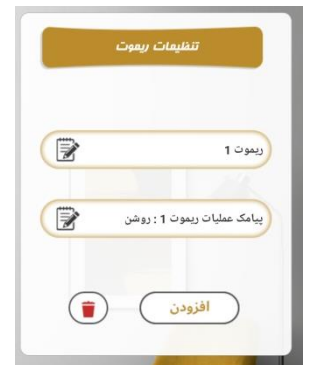 تنظیمات ریموت
ریموت 1
پیامک عملیات ریموت 1 : روشن
افزودن